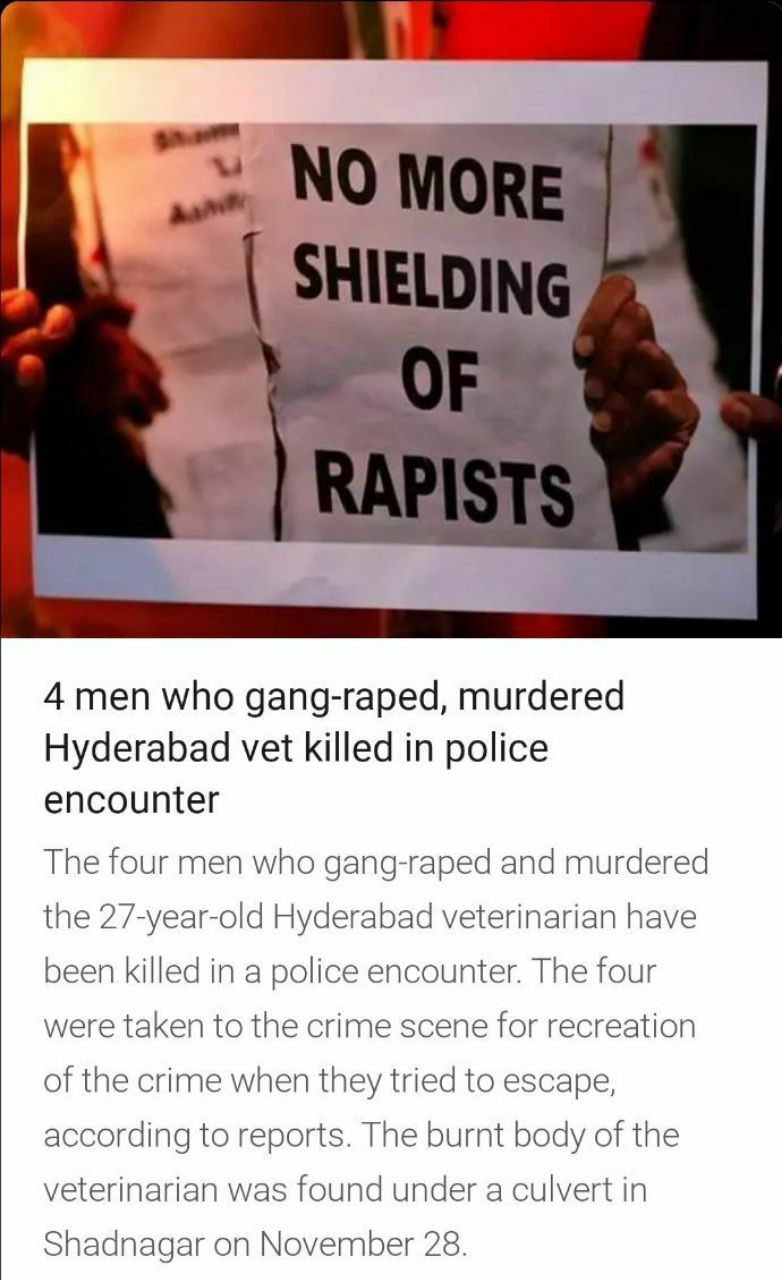 NO MORE
SHIELDING
OF
RAPISTS
4 men who gang-raped, murdered
Hyderabad vet killed in police
encounter
The four men who gang-raped and murdered
the 27-year-old Hyderabad veterinarian have
been killed in a police encounter. The four
were taken to the crime scene for recreation
of the crime when they tried to escape,
according to reports. The burnt body of the
veterinarian was found under a culvert in
Shadnagar on November 28.